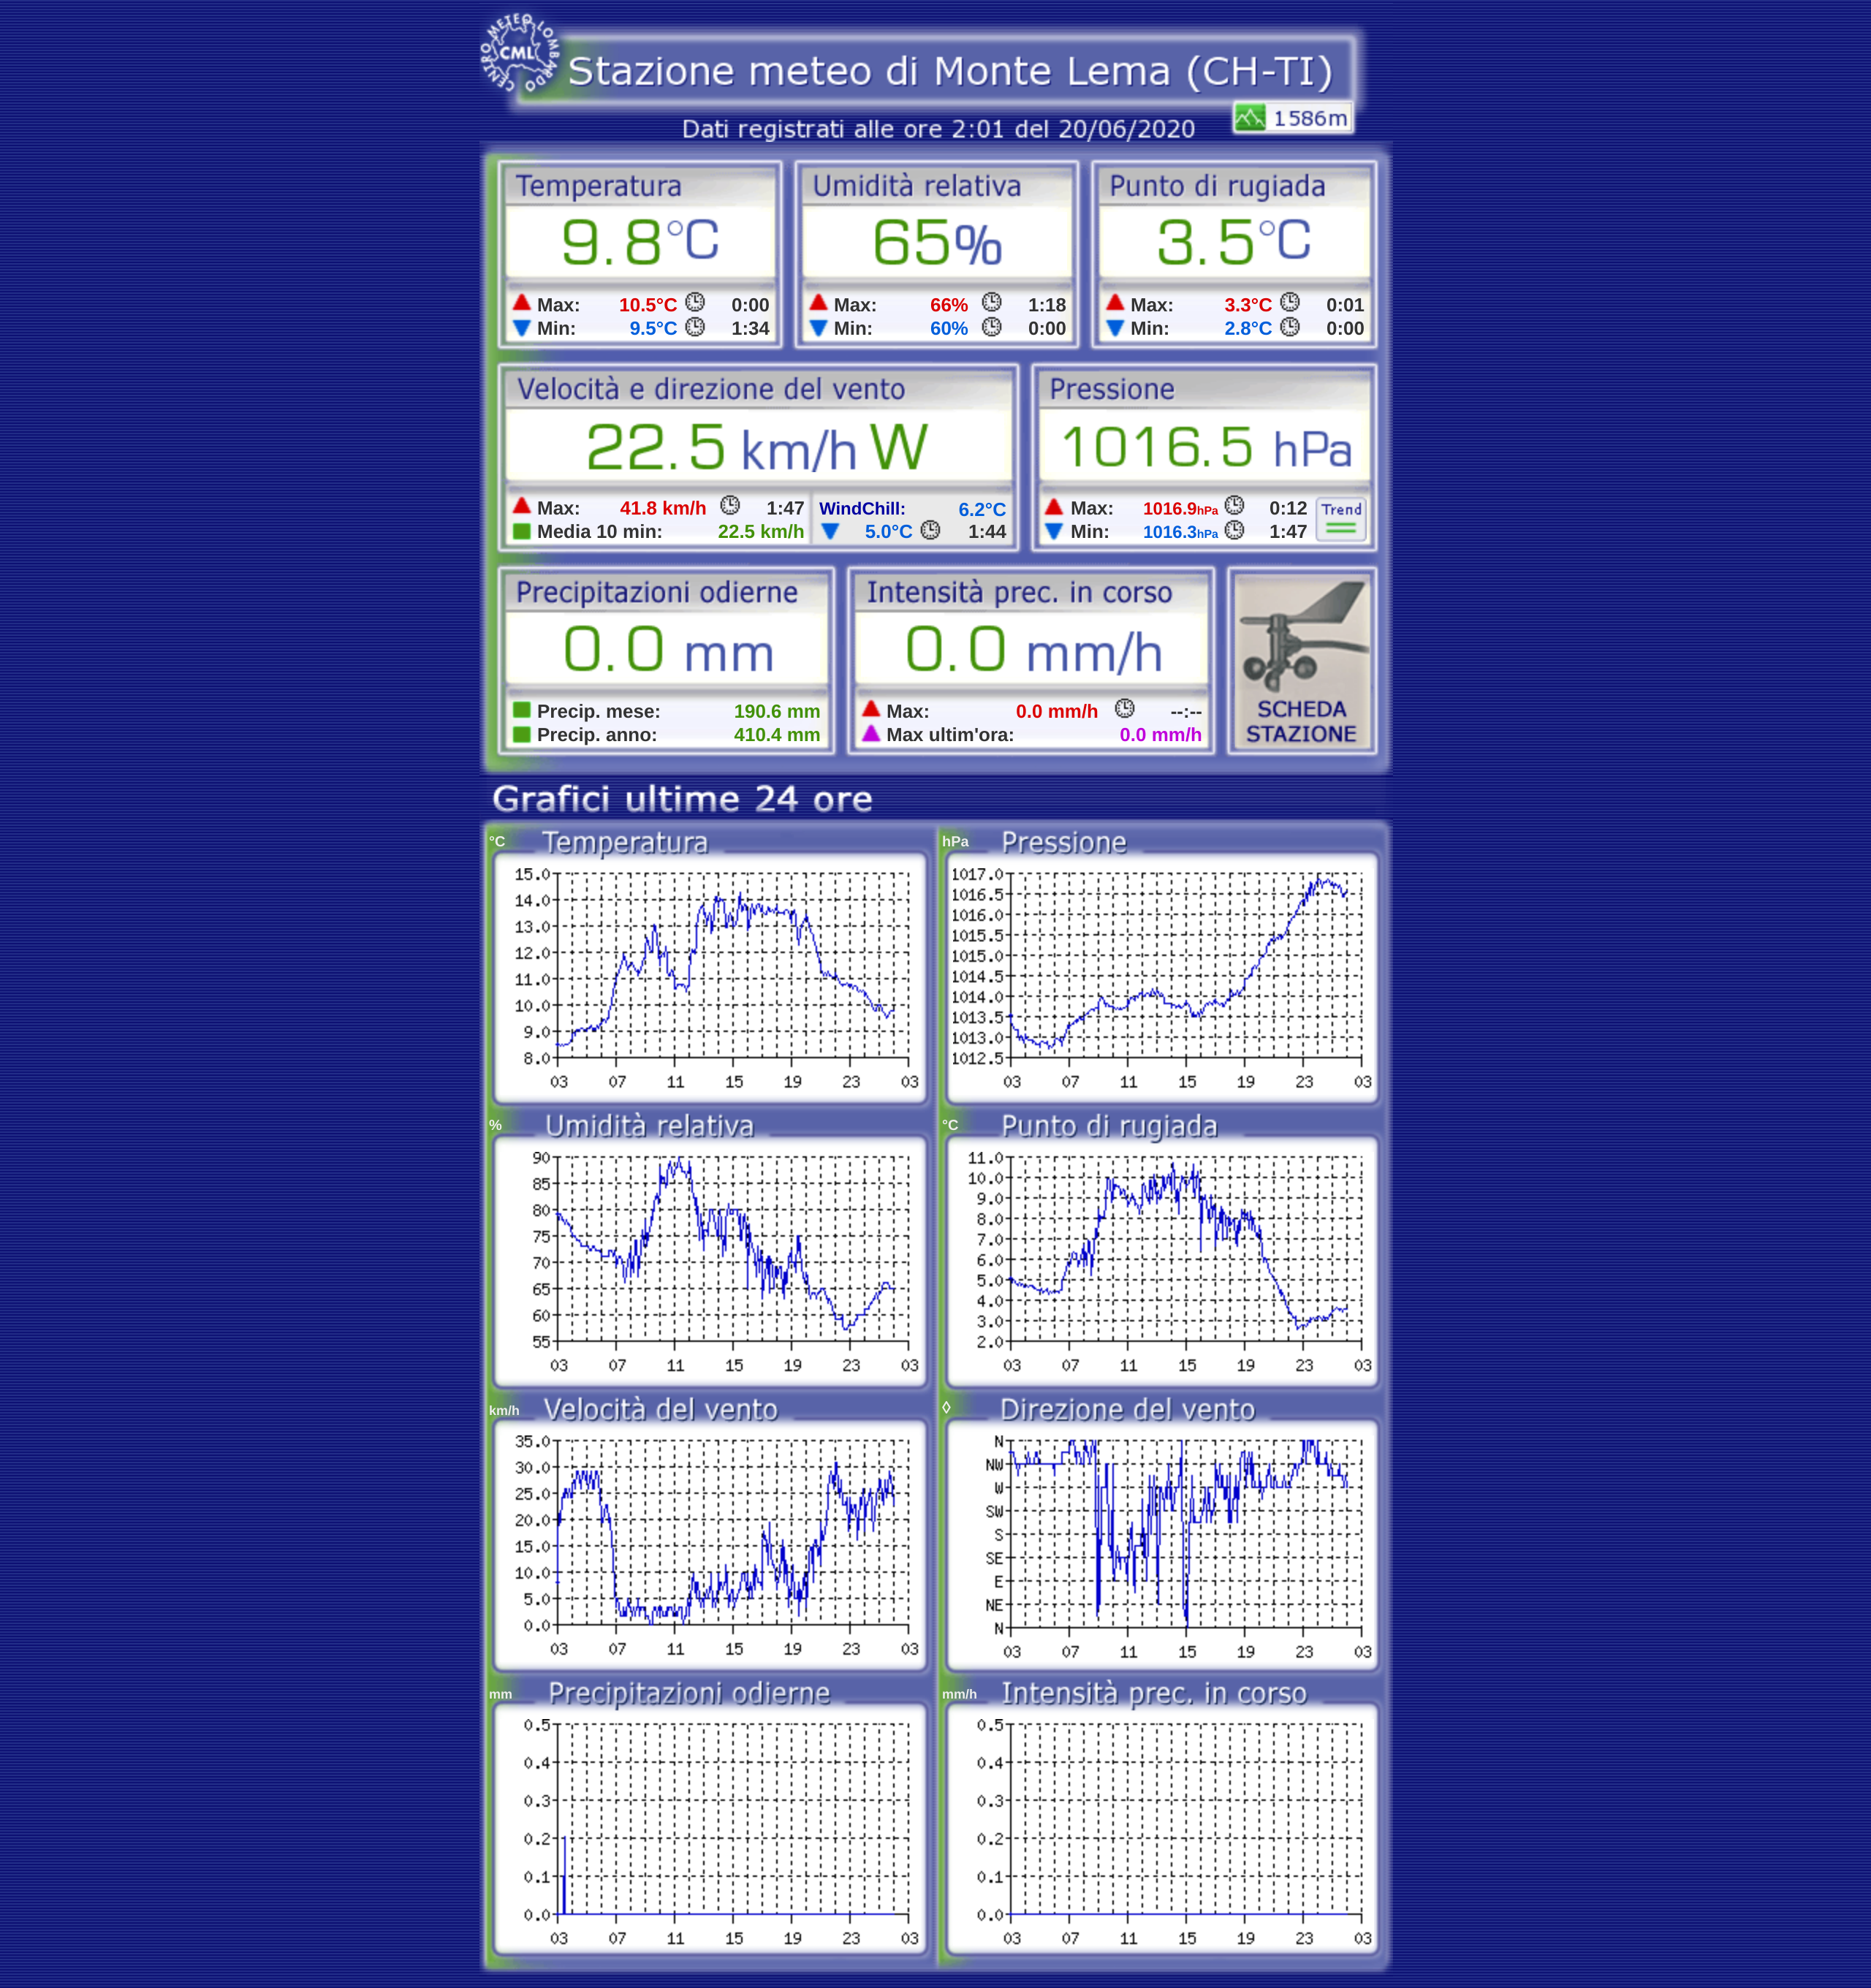 CENTRO METEO LOMBARDO
CML
Stazione meteo di Monte Lema (CH-TI)
1586m
Dati registrati alle ore 2:01 del 20/06/2020
Temperatura
9.8°C
Max: 10.5°C 0:00
Min: 9.5°C 1:34
Umidità relativa
65%
Max: 66% 1:18
Min: 60% 0:00
Punto di rugiada
3.5°C
Max: 3.3°C 0:01
Min: 2.8°C 0:00
Velocità e direzione del vento
22.5 km/h W
Max: 41.8 km/h 1:47
Media 10 min: 22.5 km/h
WindChill: 6.2°C
5.0°C 1:44
Pressione
1016.5 hPa
Max: 1016.9hPa 0:12
Min: 1016.3hPa 1:47
Trend
Precipitazioni odierne
0.0 mm
Precip. mese: 190.6 mm
Precip. anno: 410.4 mm
Intensità prec. in corso
0.0 mm/h
Max: 0.0 mm/h --:--
Max ultim'ora: 0.0 mm/h
SCHEDA
STAZIONE
Grafici ultime 24 ore
°C Temperatura
15.0
14.0
13.0
12.0
11.0
10.0
9.0
8.0
03 07 11 15 19 23 03
hPa Pressione
1017.0
1016.5
1016.0
1015.5
1015.0
1014.5
1014.0
1013.5
1013.0
1012.5
03 07 11 15 19 23 03
% Umidità relativa
90
85
80
75
70
65
60
55
03 07 11 15 19 23 03
°C Punto di rugiada
11.0
10.0
9.0
8.0
7.0
6.0
5.0
4.0
3.0
2.0
03 07 11 15 19 23 03
km/h Velocità del vento
35.0
30.0
25.0
20.0
15.0
10.0
5.0
0.0
03 07 11 15 19 23 03
◊ Direzione del vento
N
NW
W
SW
S
SE
E
NE
N
03 07 11 15 19 23 03
mm Precipitazioni odierne
0.5
0.4
0.3
0.2
0.1
0.0
03 07 11 15 19 23 03
mm/h Intensità prec. in corso
0.5
0.4
0.3
0.2
0.1
0.0
03 07 11 15 19 23 03